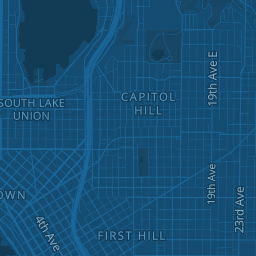 19th Ave E
CAPITOL
HILL
SOUTH LAKE
UNION
19th Ave
23rd Ave
OWN
4th Ave
FIRST HILL